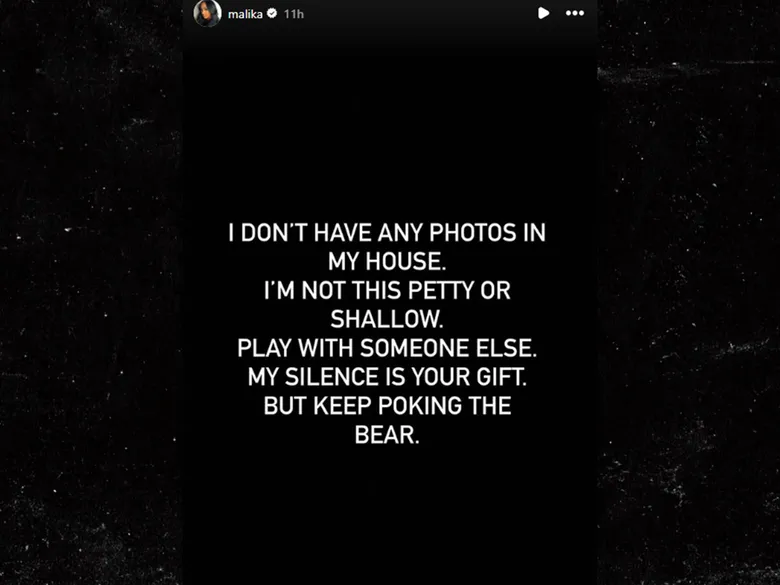 malika 11h
I DON'T HAVE ANY PHOTOS IN
MY HOUSE.
I'M NOT THIS PETTY OR
SHALLOW.
PLAY WITH SOMEONE ELSE.
MY SILENCE IS YOUR GIFT.
BUT KEEP POKING THE
BEAR.